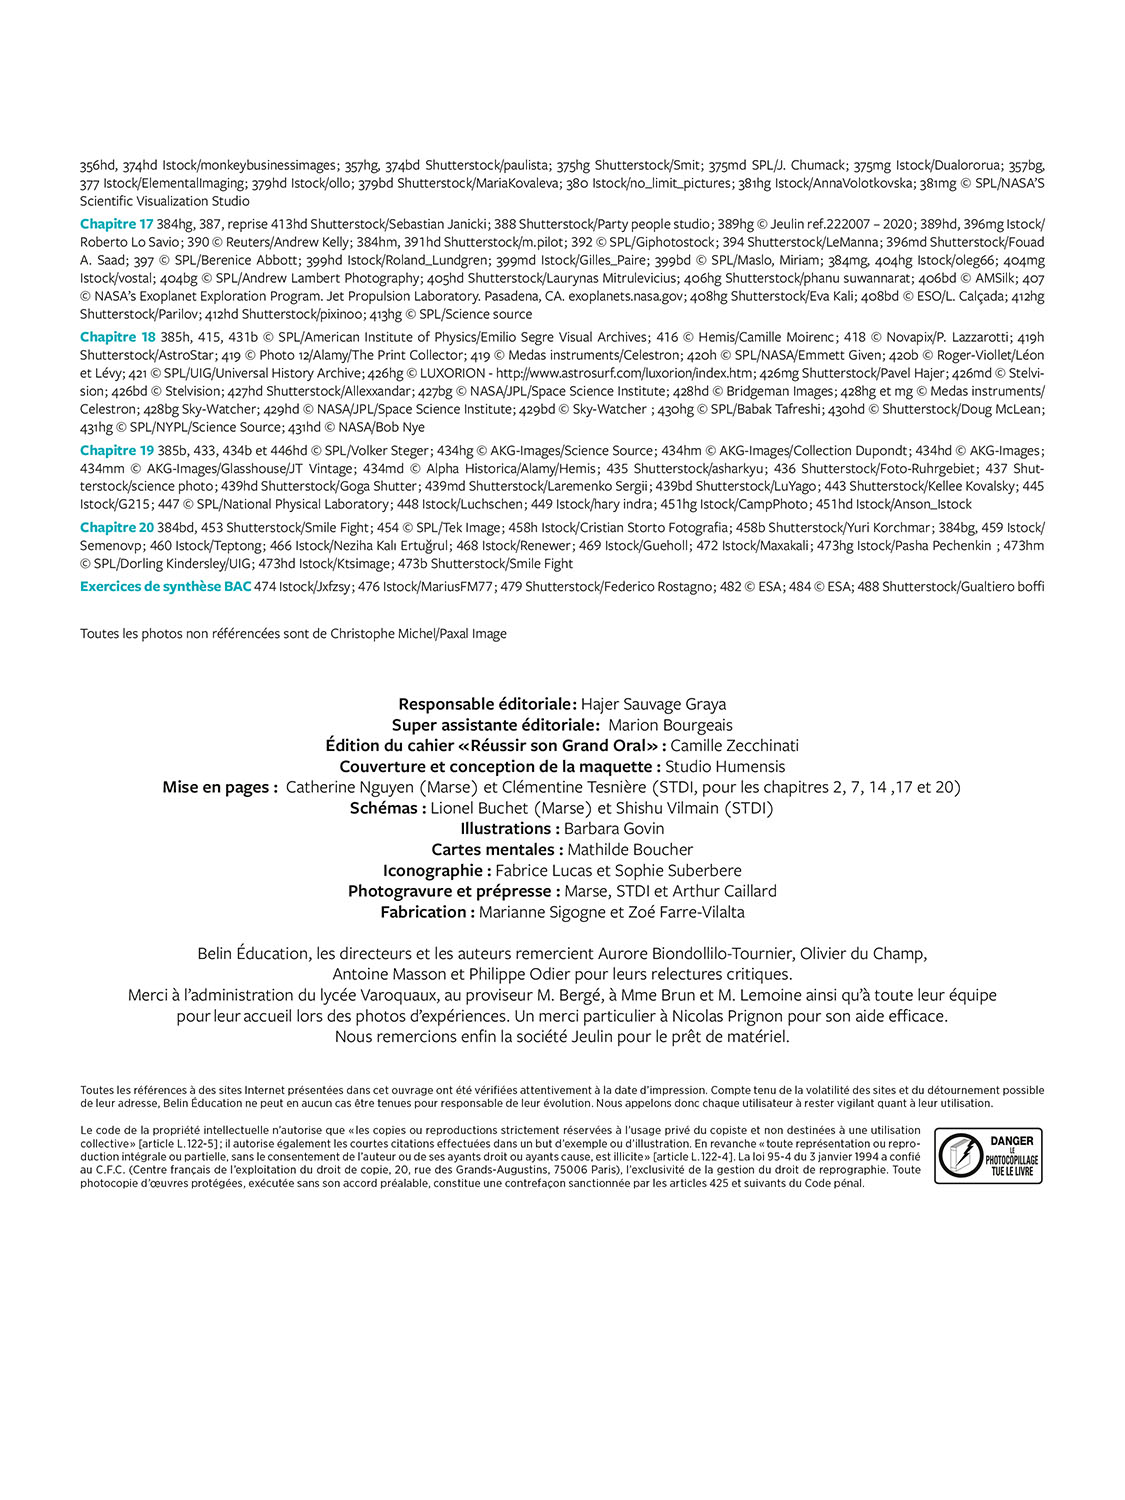 356hd, 374hd Istock/monkeybusinessimages; 357hg, 374bd Shutterstock/paulista; 375hg Shutterstock/Smit; 375md SPL/J. Chumack; 375mg Istock/Dualororua; 357bg,
377 Istock/ElementalImaging; 379hd Istock/ollo; 379bd Shutterstock/MariaKovaleva; 380 Istock/no_limit_pictures; 381hg Istock/AnnaVolotkovska; 381mg © SPL/NASA'S
Scientific Visualization Studio
Chapitre 17 384hg, 387, reprise 413hd Shutterstock/Sebastian Janicki; 388 Shutterstock/Party people studio; 389hg © Jeulin ref.222007 – 2020; 389hd, 396mg Istock/
Roberto Lo Savio; 390 © Reuters/Andrew Kelly; 384hm, 391hd Shutterstock/m.pilot; 392 © SPL/Giphotostock; 394 Shutterstock/LeManna; 396md Shutterstock/Fouad
A. Saad; 397 © SPL/Berenice Abbott; 399hd Istock/Roland_Lundgren; 399md Istock/Gilles_Paire; 399bd © SPL/Maslo, Miriam; 384mg, 404hg Istock/oleg66; 404mg
Istock/vostal; 404bg © SPL/Andrew Lambert Photography; 405hd Shutterstock/Laurynas Mitrulevicius; 406hg Shutterstock/phanu suwannarat; 406bd © AMSilk; 407
© NASA's Exoplanet Exploration Program. Jet Propulsion Laboratory. Pasadena, CA. exoplanets.nasa.gov; 408hg Shutterstock/Eva Kali; 408bd © ESO/L. Calçada; 412hg
Shutterstock/Parilov; 412hd Shutterstock/pixinoo; 413hg © SPL/Science source
Chapitre 18 385h, 415, 431b © SPL/American Institute of Physics/Emilio Segre Visual Archives; 416 © Hemis/Camille Moirenc; 418 © Novapix/P. Lazzarotti; 419h
Shutterstock/AstroStar; 419 © Photo 12/Alamy/The Print Collector; 419 © Medas instruments/Celestron; 420h © SPL/NASA/Emmett Given; 420b © Roger-Viollet/Léon
et Lévy; 421 © SPL/UIG/Universal History Archive; 426hg © LUXORION - http://www.astrosurf.com/luxorion/index.htm; 426mg Shutterstock/Pavel Hajer; 426md © Stelvi-
sion; 426bd © Stelvision; 427hd Shutterstock/Allexxandar; 427bg © NASA/JPL/Space Science Institute; 428hd © Bridgeman Images; 428hg et mg © Medas instruments/
Celestron; 428bg Sky-Watcher; 429hd © NASA/JPL/Space Science Institute; 429bd © Sky-Watcher ; 430hg © SPL/Babak Tafreshi; 430hd © Shutterstock/Doug McLean;
431hg © SPL/NYPL/Science Source; 431hd © NASA/Bob Nye
Chapitre 19 385b, 433, 434b et 446hd © SPL/Volker Steger; 434hg © AKG-Images/Science Source; 434hm © AKG-Images/Collection Dupondt; 434hd © AKG-Images;
434mm © AKG-Images/Glasshouse/JT Vintage; 434md © Alpha Historica/Alamy/Hemis; 435 Shutterstock/asharkyu; 436 Shutterstock/Foto-Ruhrgebiet; 437 Shut-
terstock/science photo; 439hd Shutterstock/Goga Shutter; 439md Shutterstock/Laremenko Sergii; 439bd Shutterstock/LuYago; 443 Shutterstock/Kellee Kovalsky; 445
Istock/G215; 447 © SPL/National Physical Laboratory; 448 Istock/Luchschen; 449 Istock/hary indra; 451hg Istock/CampPhoto; 451hd Istock/Anson_Istock
Chapitre 20 384bd, 453 Shutterstock/Smile Fight; 454 © SPL/Tek Image; 458h Istock/Cristian Storto Fotografia; 458b Shutterstock/Yuri Korchmar; 384bg, 459 Istock/
Semenovp; 460 Istock/Teptong; 466 Istock/Neziha Kalı Ertuğrul; 468 Istock/Renewer; 469 Istock/Gueholl; 472 Istock/Maxakali; 473hg Istock/Pasha Pechenkin ; 473hm
© SPL/Dorling Kindersley/UIG; 473hd Istock/Ktsimage; 473b Shutterstock/Smile Fight
Exercices de synthèse BAC 474 Istock/Jxfzsy; 476 Istock/MariusFM77; 479 Shutterstock/Federico Rostagno; 482 © ESA; 484 © ESA; 488 Shutterstock/Gualtiero boffi
Toutes les photos non référencées sont de Christophe Michel/Paxal Image
Responsable éditoriale : Hajer Sauvage Graya
Super assistante éditoriale : Marion Bourgeais
Édition du cahier «Réussir son Grand Oral» : Camille Zecchinati
Couverture et conception de la maquette : Studio Humensis
Mise en pages : Catherine Nguyen (Marse) et Clémentine Tesnière (STDI, pour les chapitres 2, 7, 14 ,17 et 20)
Schémas : Lionel Buchet (Marse) et Shishu Vilmain (STDI)
Illustrations : Barbara Govin
Cartes mentales : Mathilde Boucher
Iconographie : Fabrice Lucas et Sophie Suberbere
Photogravure et prépresse : Marse, STDI et Arthur Caillard
Fabrication : Marianne Sigogne et Zoé Farre-Vilalta
Belin Éducation, les directeurs et les auteurs remercient Aurore Biondollilo-Tournier, Olivier du Champ,
Antoine Masson et Philippe Odier pour leurs relectures critiques.
Merci à l'administration du lycée Varoquaux, au proviseur M. Bergé, à Mme Brun et M. Lemoine ainsi qu'à toute leur équipe
pour leur accueil lors des photos d'expériences. Un merci particulier à Nicolas Prignon pour son aide efficace.
Nous remercions enfin la société Jeulin pour le prêt de matériel.
Toutes les références à des sites Internet présentées dans cet ouvrage ont été vérifiées attentivement à la date d'impression. Compte tenu de la volatilité des sites et du détournement possible
de leur adresse, Belin Éducation ne peut en aucun cas être tenues pour responsable de leur évolution. Nous appelons donc chaque utilisateur à rester vigilant quant à leur utilisation.
Le code de la propriété intellectuelle n'autorise que «les copies ou reproductions strictement réservées à l'usage privé du copiste et non destinées à une utilisation
collective» [article L.122-5]; il autorise également les courtes citations effectuées dans un but d'exemple ou d'illustration. En revanche «toute représentation ou repro-
duction intégrale ou partielle, sans le consentement de l'auteur ou de ses ayants droit ou ayants cause, est illicite» [article L.122-4]. La loi 95-4 du 3 janvier 1994 a confié
au C.F.C. (Centre français de l'exploitation du droit de copie, 20, rue des Grands-Augustins, 75006 Paris), l'exclusivité de la gestion du droit de reprographie. Toute
photocopie d'œuvres protégées, exécutée sans son accord préalable, constitue une contrefaçon sanctionnée par les articles 425 et suivants du Code pénal.
DANGER
LE
PHOTOCOPILLAGE
TUE LE LIVRE